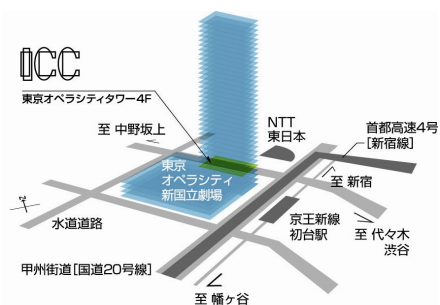 ICC
東京オペラシティタワー4F
至 中野坂上
NTT
東日本
首都高速4号
[新宿線]
東京
オペラシティ
新国立劇場
至 新宿
水道道路
京王新線
初台駅
至 代々木
渋谷
甲州街道[国道20号線]
至 幡ヶ谷